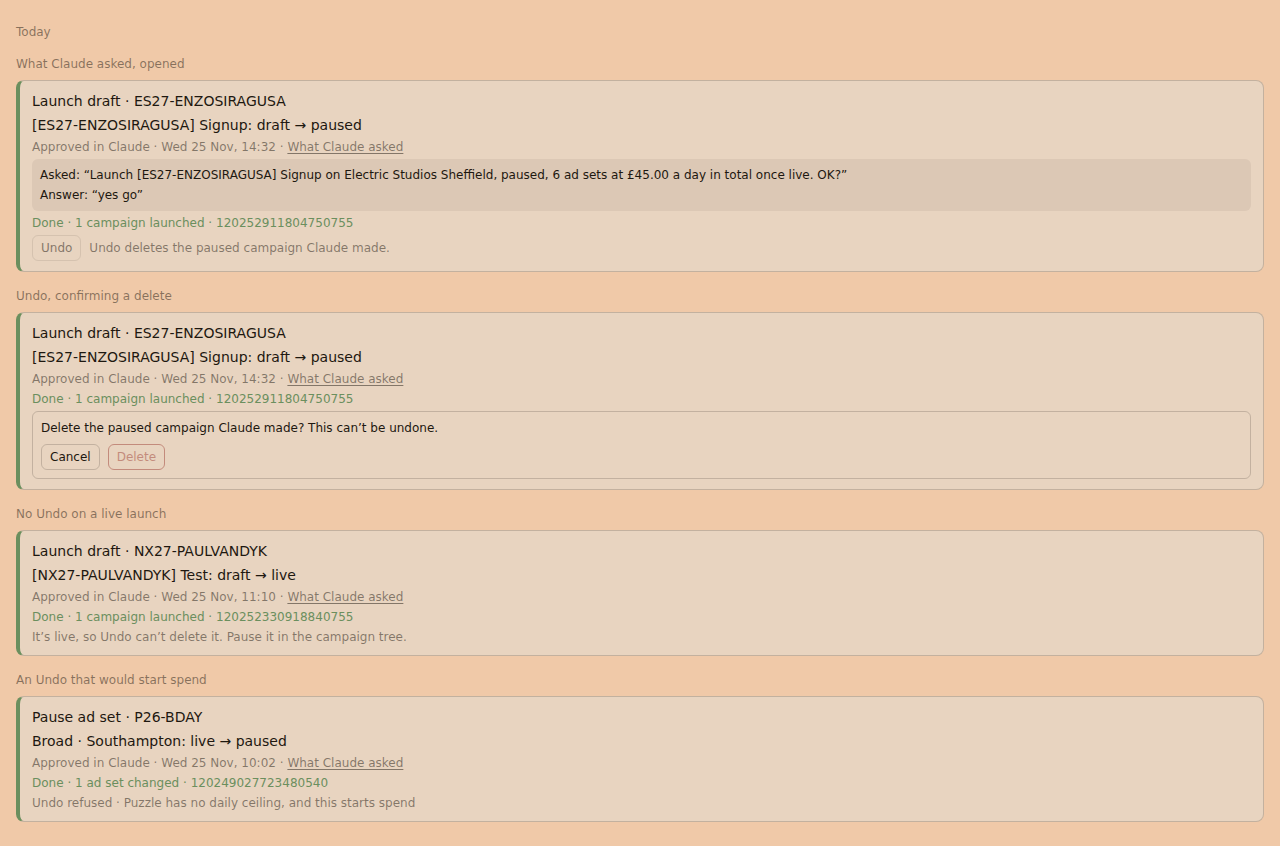 Today
What Claude asked, opened
Launch draft · ES27-ENZOSIRAGUSA
[ES27-ENZOSIRAGUSA] Signup: draft → paused
Approved in Claude · Wed 25 Nov, 14:32 · What Claude asked
Asked: “Launch [ES27-ENZOSIRAGUSA] Signup on Electric Studios Sheffield, paused, 6 ad sets at £45.00 a day in total once live. OK?”
Answer: “yes go”
Done · 1 campaign launched · 120252911804750755
Undo Undo deletes the paused campaign Claude made.
Undo, confirming a delete
Launch draft · ES27-ENZOSIRAGUSA
[ES27-ENZOSIRAGUSA] Signup: draft → paused
Approved in Claude · Wed 25 Nov, 14:32 · What Claude asked
Done · 1 campaign launched · 120252911804750755
Delete the paused campaign Claude made? This can’t be undone.
Cancel Delete
No Undo on a live launch
Launch draft · NX27-PAULVANDYK
[NX27-PAULVANDYK] Test: draft → live
Approved in Claude · Wed 25 Nov, 11:10 · What Claude asked
Done · 1 campaign launched · 120252330918840755
It’s live, so Undo can’t delete it. Pause it in the campaign tree.
An Undo that would start spend
Pause ad set · P26-BDAY
Broad · Southampton: live → paused
Approved in Claude · Wed 25 Nov, 10:02 · What Claude asked
Done · 1 ad set changed · 120249027723480540
Undo refused · Puzzle has no daily ceiling, and this starts spend